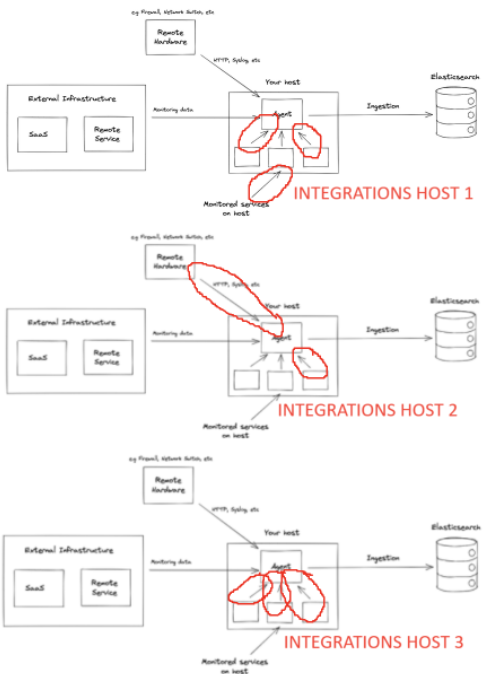 eg Firewall, Network Switch, etc
Remote
Hardware
HTTP, Syslog, etc
Elasticsearch
Your host
External Infrastructure
Monitoring data
Agent
Ingestion
SaaS
Remote
Service
Monitored services
on host
INTEGRATIONS HOST 1
eg Firewall, Network Switch, etc
Remote
Hardware
HTTP, Syslog, etc
Elasticsearch
Your host
External Infrastructure
Monitoring data
Agent
Ingestion
SaaS
Remote
Service
INTEGRATIONS HOST 2
Monitored services
on host
eg Firewall, Network Switch, etc
Remote
Hardware
HTTP, Syslog, etc
Elasticsearch
Your host
External Infrastructure
Monitoring data
Agent
Ingestion
SaaS
Remote
Service
INTEGRATIONS HOST 3
Monitored services
on host